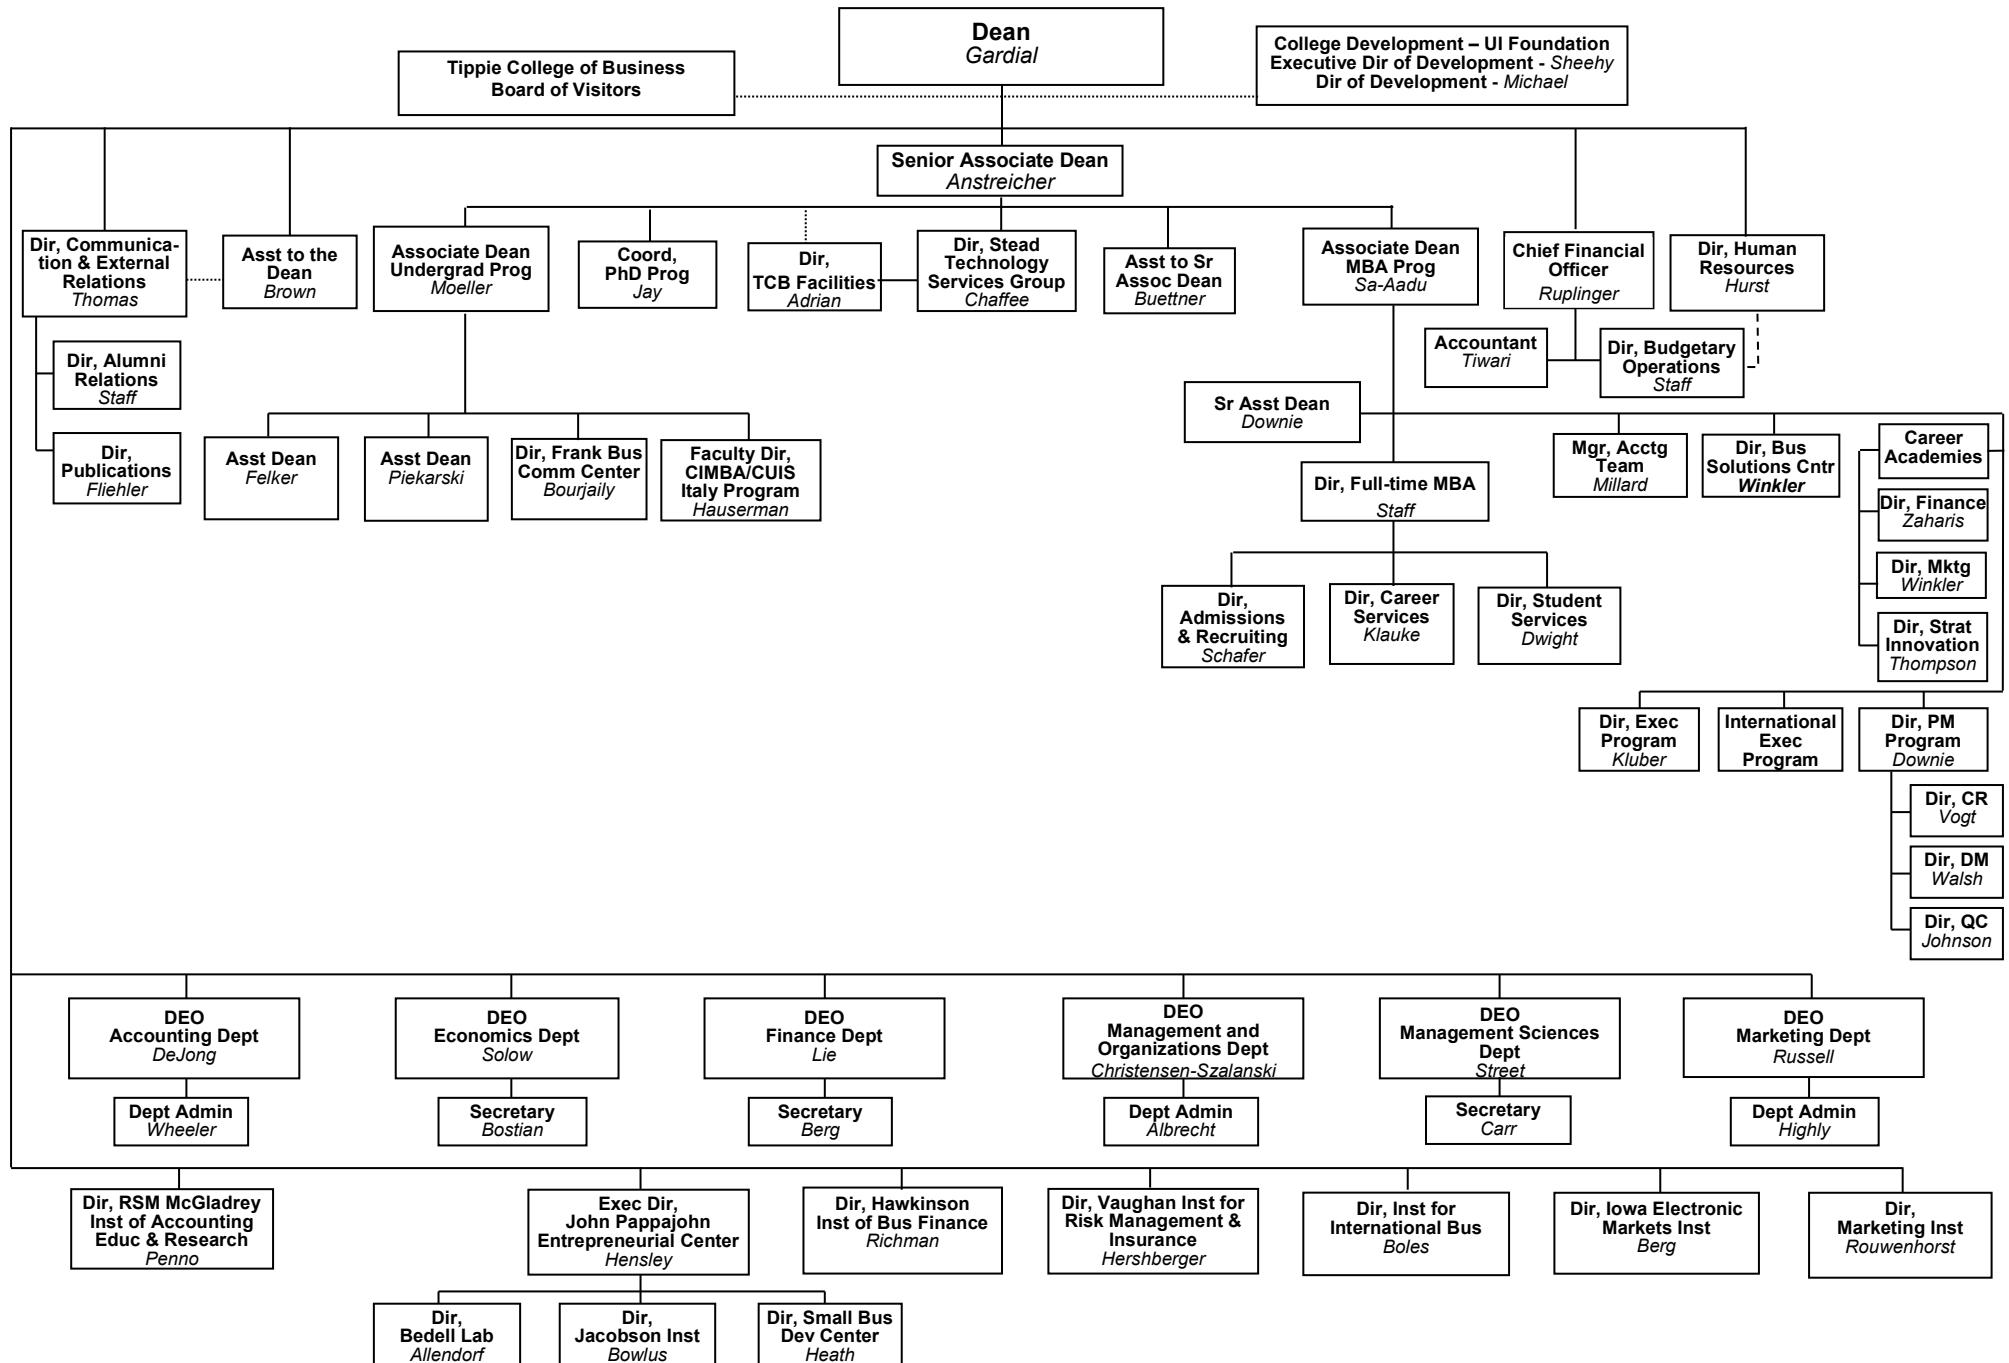 Dean
Gardial
Tippie College of Business
Board of Visitors
College Development – UI Foundation
Executive Dir of Development - Sheehy
Dir of Development - Michael
Senior Associate Dean
Anstreicher
Dir, Communica-
tion & External
Relations
Thomas
Asst to the
Dean
Brown
Associate Dean
Undergrad Prog
Moeller
Coord,
PhD Prog
Jay
Dir,
TCB Facilities
Adrian
Dir, Stead
Technology
Services Group
Chaffee
Asst to Sr
Assoc Dean
Buettner
Associate Dean
MBA Prog
Sa-Aadu
Chief Financial
Officer
Ruplinger
Dir, Human
Resources
Hurst
Dir, Alumni
Relations
Staff
Dir,
Publications
Fliehler
Accountant
Tiwari
Dir, Budgetary
Operations
Staff
Sr Asst Dean
Downie
Asst Dean
Felker
Asst Dean
Piekarski
Dir, Frank Bus
Comm Center
Bourjaily
Faculty Dir,
CIMBA/CUIS
Italy Program
Hauserman
Dir, Full-time MBA
Staff
Mgr, Acctg
Team
Millard
Dir, Bus
Solutions Cntr
Winkler
Career
Academies
Dir, Finance
Zaharis
Dir, Mktg
Winkler
Dir, Strat
Innovation
Thompson
Dir,
Admissions
& Recruiting
Schafer
Dir, Career
Services
Klauke
Dir, Student
Services
Dwight
Dir, Exec
Program
Kluber
International
Exec
Program
Dir, PM
Program
Downie
Dir, CR
Vogt
Dir, DM
Walsh
Dir, QC
Johnson
DEO
Accounting Dept
DeJong
DEO
Economics Dept
Solow
DEO
Finance Dept
Lie
DEO
Management and
Organizations Dept
Christensen-Szalanski
DEO
Management Sciences
Dept
Street
DEO
Marketing Dept
Russell
Dept Admin
Wheeler
Secretary
Bostian
Secretary
Berg
Dept Admin
Albrecht
Secretary
Carr
Dept Admin
Highly
Dir, RSM McGladrey
Inst of Accounting
Educ & Research
Penno
Exec Dir,
John Pappajohn
Entrepreneurial Center
Hensley
Dir, Hawkinson
Inst of Bus Finance
Richman
Dir, Vaughan Inst for
Risk Management &
Insurance
Hershberger
Dir, Inst for
International Bus
Boles
Dir, Iowa Electronic
Markets Inst
Berg
Dir,
Marketing Inst
Rouwenhorst
Dir,
Bedell Lab
Allendorf
Dir,
Jacobson Inst
Bowlus
Dir, Small Bus
Dev Center
Heath